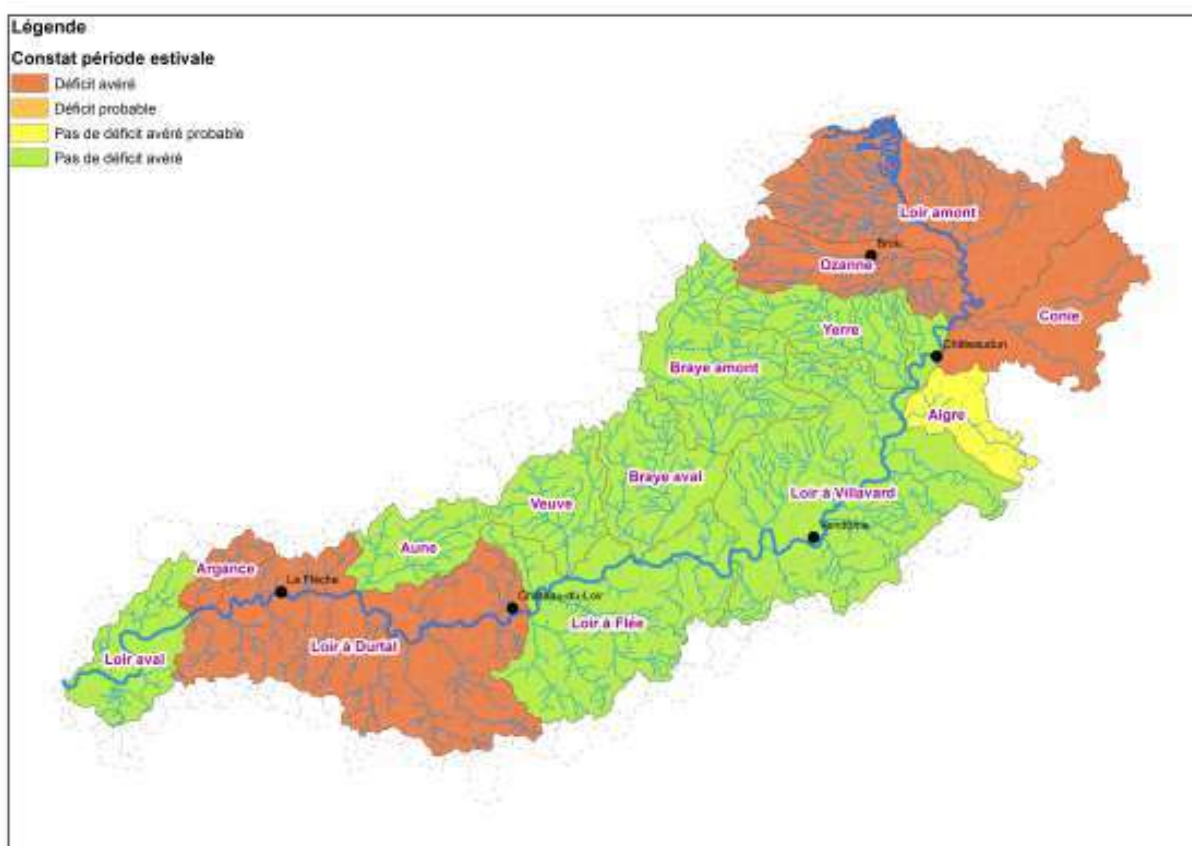 Légende
Constat période estivale
Déficit avéré
Déficit probable
Pas de déficit avéré probable
Pas de déficit avéré
Loir amont
Brou
Ozanne
Conie
Yerre
Châteaudun
Braye amont
Aigre
Braye aval
Loir à Villavard
Veuve
Vendôme
Aune
Argance
La Flèche
Château-du-Loir
Loir à Flée
Loir à Durtal
Loir aval